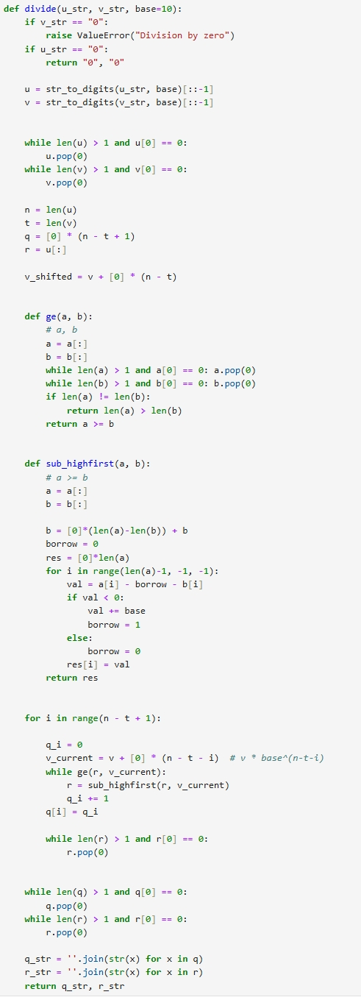 def divide(u_str, v_str, base=10):
    if v_str == "0":
        raise ValueError("Division by zero")
    if u_str == "0":
        return "0", "0"
    u = str_to_digits(u_str, base)[::-1]
    v = str_to_digits(v_str, base)[::-1]
    while len(u) > 1 and u[0] == 0:
        u.pop(0)
    while len(v) > 1 and v[0] == 0:
        v.pop(0)
    n = len(u)
    t = len(v)
    q = [0] * (n - t + 1)
    r = u[:]
    v_shifted = v + [0] * (n - t)
    def ge(a, b):
        # a, b
        a = a[:]
        b = b[:]
        while len(a) > 1 and a[0] == 0: a.pop(0)
        while len(b) > 1 and b[0] == 0: b.pop(0)
        if len(a) != len(b):
            return len(a) > len(b)
        return a >= b
    def sub_highfirst(a, b):
        # a >= b
        a = a[:]
        b = b[:]
        b = [0]*(len(a)-len(b)) + b
        borrow = 0
        res = [0]*len(a)
        for i in range(len(a)-1, -1, -1):
            val = a[i] - borrow - b[i]
            if val < 0:
                val += base
                borrow = 1
            else:
                borrow = 0
            res[i] = val
        return res
    for i in range(n - t + 1):
        q_i = 0
        v_current = v + [0] * (n - t - i)  # v * base^(n-t-i)
        while ge(r, v_current):
            r = sub_highfirst(r, v_current)
            q_i += 1
        q[i] = q_i
        while len(r) > 1 and r[0] == 0:
            r.pop(0)
    while len(q) > 1 and q[0] == 0:
        q.pop(0)
    while len(r) > 1 and r[0] == 0:
        r.pop(0)
    q_str = ''.join(str(x) for x in q)
    r_str = ''.join(str(x) for x in r)
    return q_str, r_str